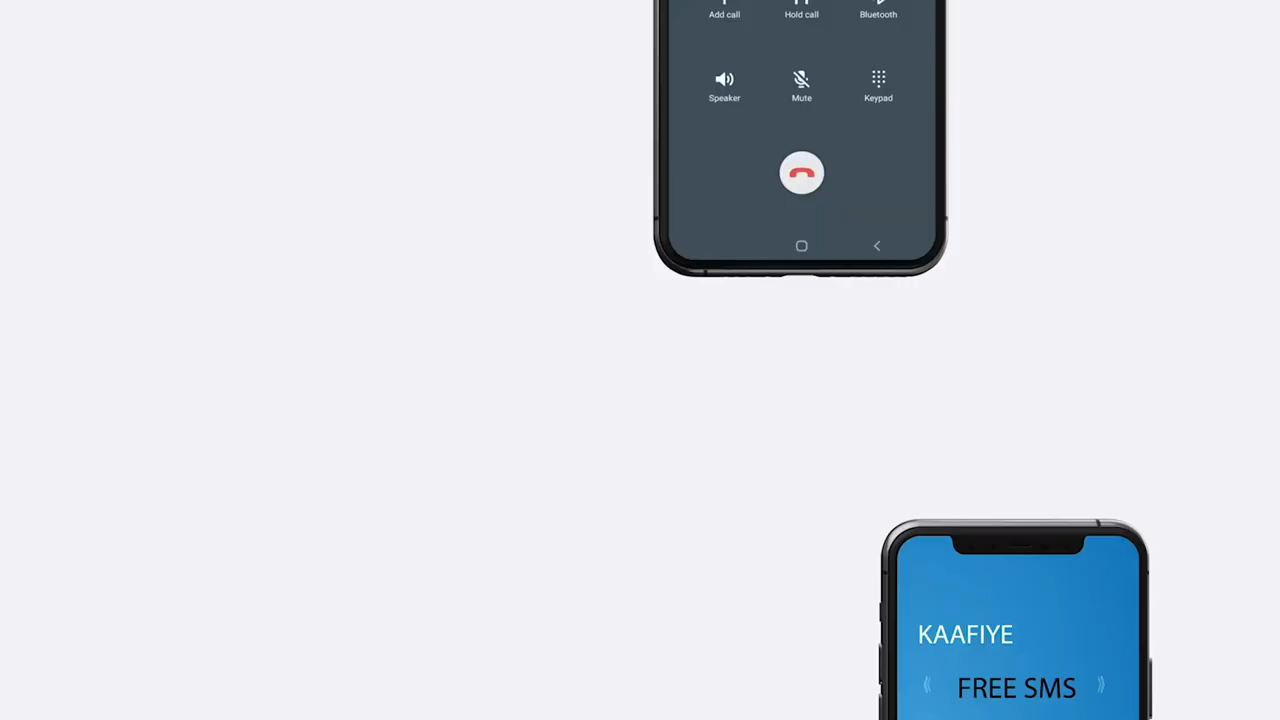 Add call Hold call Bluetooth
Speaker Mute Keypad
KAAFIYE
FREE SMS